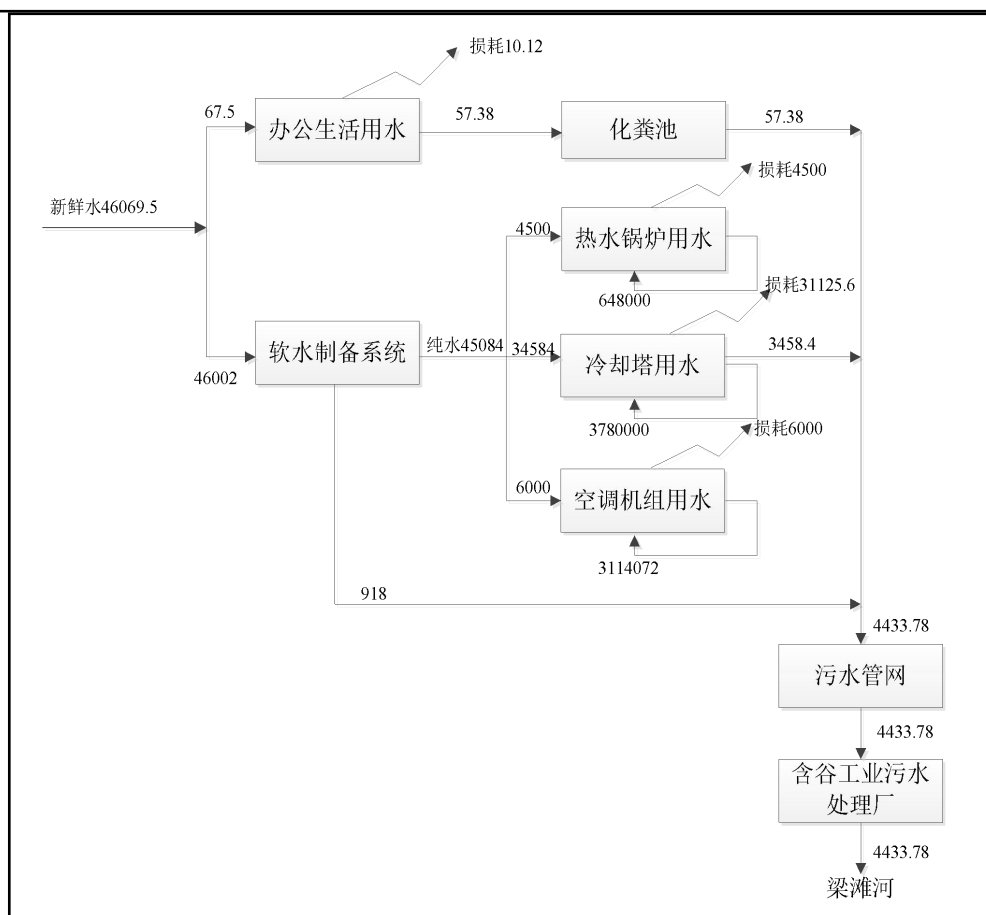 损耗10.12
67.5
办公生活用水
57.38
化粪池
57.38
新鲜水46069.5
损耗4500
4500
热水锅炉用水
648000
损耗31125.6
46002
软水制备系统
纯水45084
34584
冷却塔用水
3458.4
3780000
损耗6000
6000
空调机组用水
3114072
918
4433.78
污水管网
4433.78
含谷工业污水
处理厂
4433.78
梁滩河